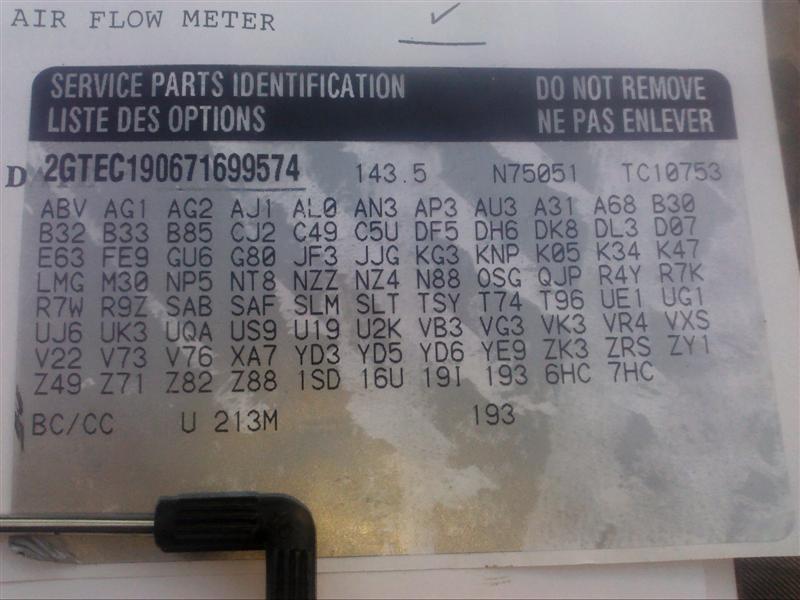 AIR FLOW METER
SERVICE PARTS IDENTIFICATION DO NOT REMOVE
LISTE DES OPTIONS NE PAS ENLEVER
2GTEC190671699574 143.5 N75051 TC10753
ABV AG1 AG2 AJ1 AL0 AN3 AP3 AU3 A31 A68 B30
B32 B33 B85 CJ2 C49 C5U DF5 DH6 DK8 DL3 D07
E63 FE9 GU6 G80 JF3 JJG KG3 KNP K05 K34 K47
LMG M30 NP5 NT8 NZZ NZ4 N88 OSG QJP R4Y R7K
R7W R9Z SAB SAF SLM SLT TSY T74 T96 UE1 UG1
UJ6 UK3 UQA US9 U19 U2K VB3 VG3 VK3 VR4 VXS
V22 V73 V76 XA7 YD3 YD5 YD6 YE9 ZK3 ZRS ZY1
Z49 Z71 Z82 Z88 1SD 16U 19I 193 6HC 7HC
BC/CC U 213M 193